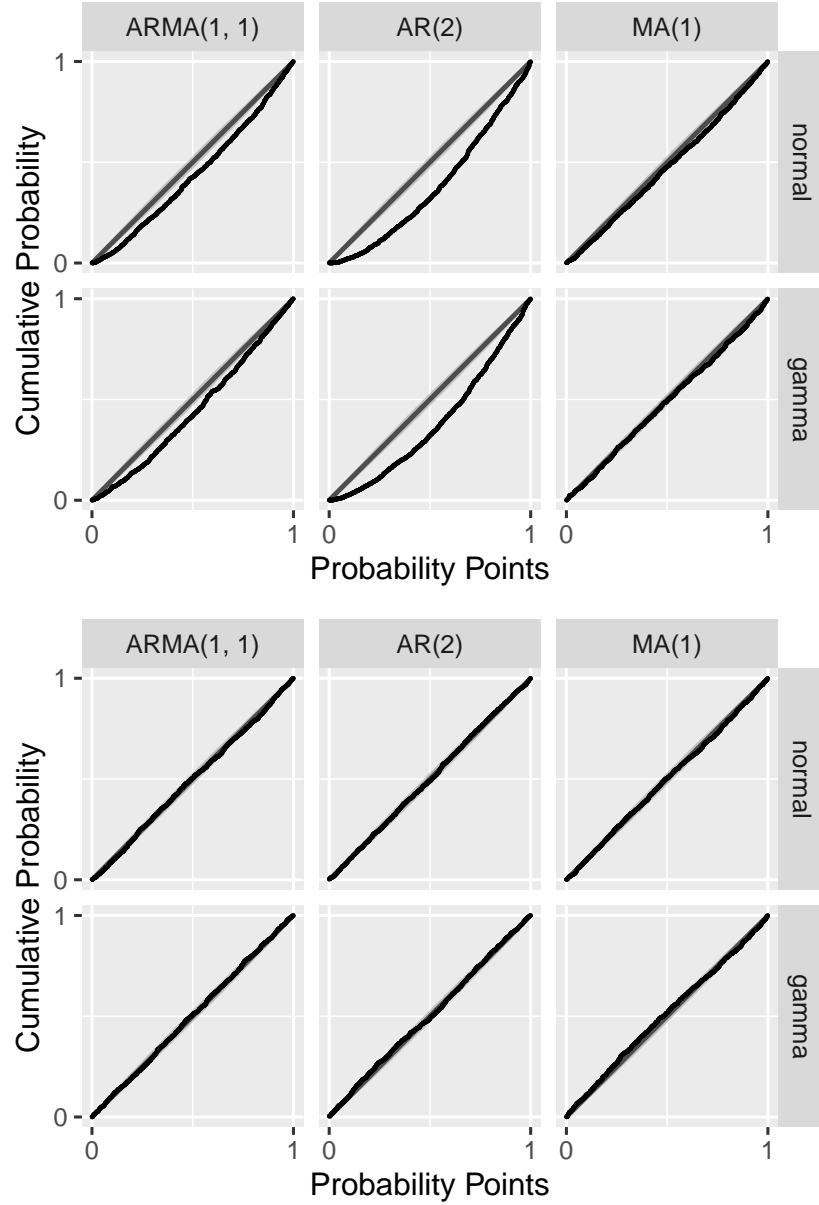 ARMA(1, 1) AR(2) MA(1)
1
normal
0
1
gamma
0
0 1 0 1 0 1
Cumulative Probability
Probability Points
ARMA(1, 1) AR(2) MA(1)
1
normal
0
1
gamma
0
0 1 0 1 0 1
Cumulative Probability
Probability Points